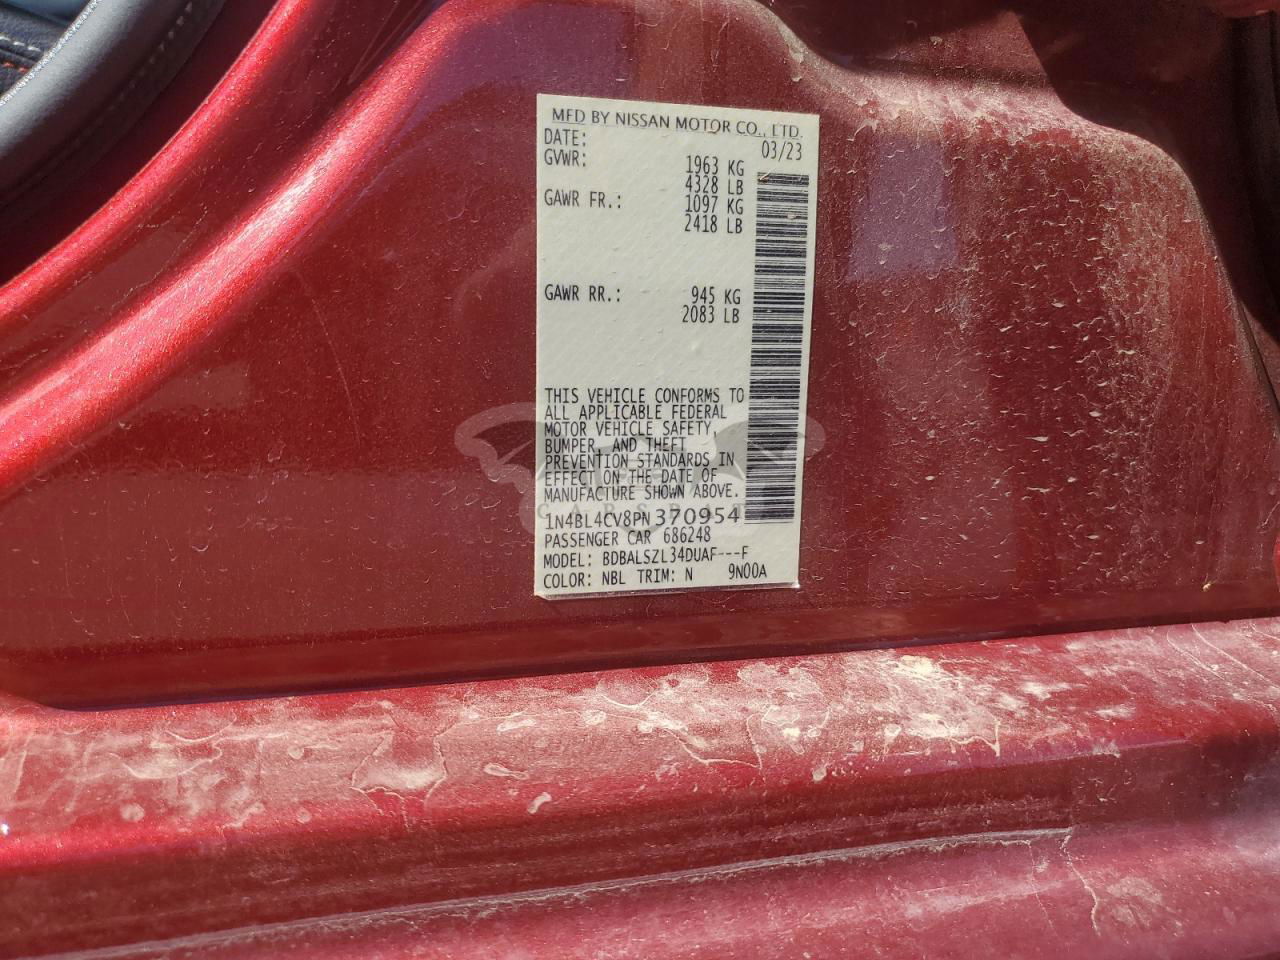 MFD BY NISSAN MOTOR CO., LTD.
DATE: 03/23
GVWR: 1963 KG
4328 LB
GAWR FR.: 1097 KG
2418 LB
GAWR RR.: 945 KG
2083 LB
THIS VEHICLE CONFORMS TO
ALL APPLICABLE FEDERAL
MOTOR VEHICLE SAFETY,
BUMPER, AND THEFT
PREVENTION STANDARDS IN
EFFECT ON THE DATE OF
MANUFACTURE SHOWN ABOVE.
CARSBAT
1N4BL4CV8PN370954
PASSENGER CAR 686248
MODEL: BDBALSZL34DUAF---F
COLOR: NBL TRIM: N 9N00A